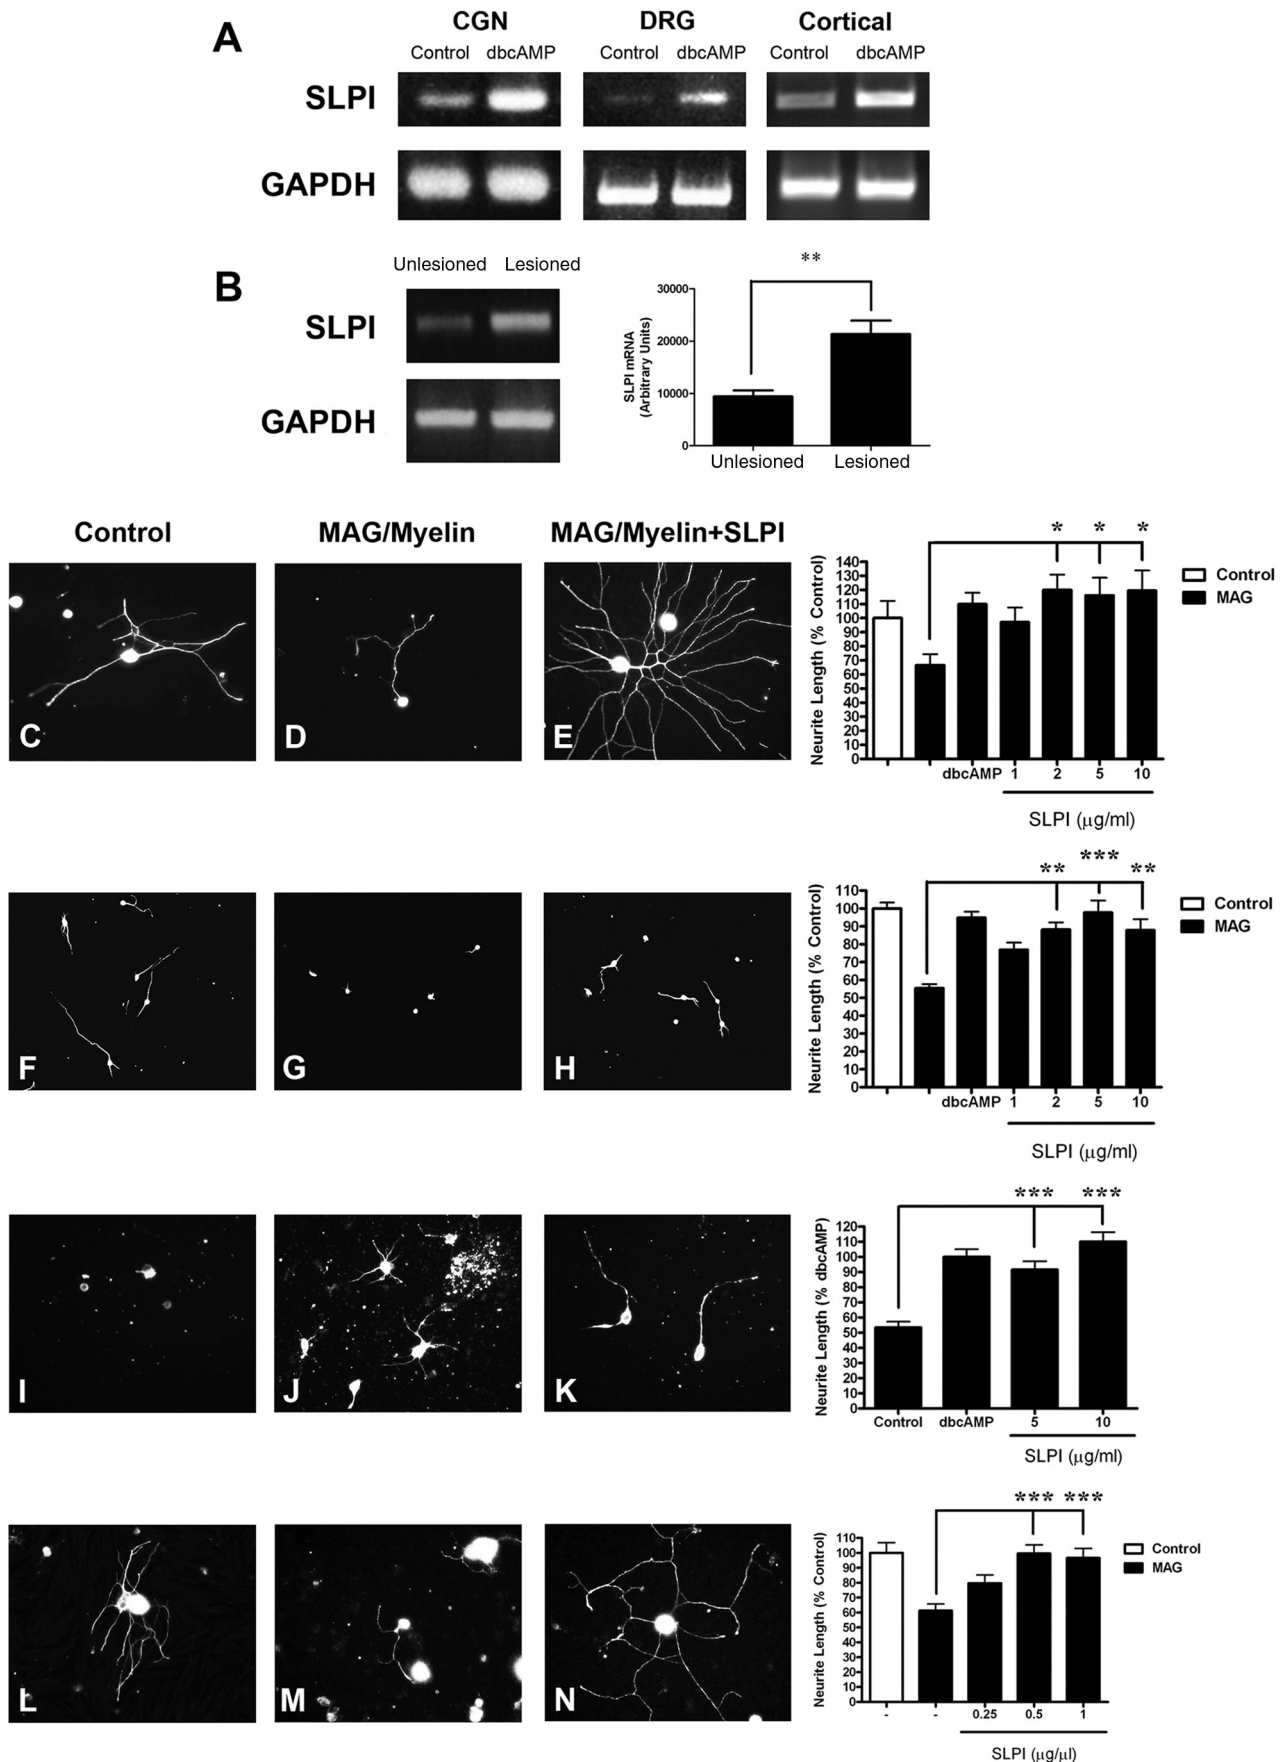 A
CGN DRG Cortical
Control dbcAMP Control dbcAMP Control dbcAMP
SLPI
GAPDH
B
Unlesioned Lesioned
SLPI
GAPDH
**
30000
20000
10000
0
SLPI mRNA
(Arbitrary Units)
Unlesioned Lesioned
Control MAG/Myelin MAG/Myelin+SLPI
C D E
* * *
Neurite Length (% Control)
140
130
120
110
100
90
80
70
60
50
40
30
20
10
0
Control
MAG
dbcAMP 1 2 5 10
SLPI (μg/ml)
F G H
** *** **
Neurite Length (% Control)
110
100
90
80
70
60
50
40
30
20
10
0
Control
MAG
dbcAMP 1 2 5 10
SLPI (μg/ml)
I J K
*** ***
Neurite Length (% dbcAMP)
120
110
100
90
80
70
60
50
40
30
20
10
0
Control dbcAMP 5 10
SLPI (μg/ml)
L M N
*** ***
Neurite Length (% Control)
110
100
90
80
70
60
50
40
30
20
10
0
Control
MAG
- - 0.25 0.5 1
SLPI (μg/μl)